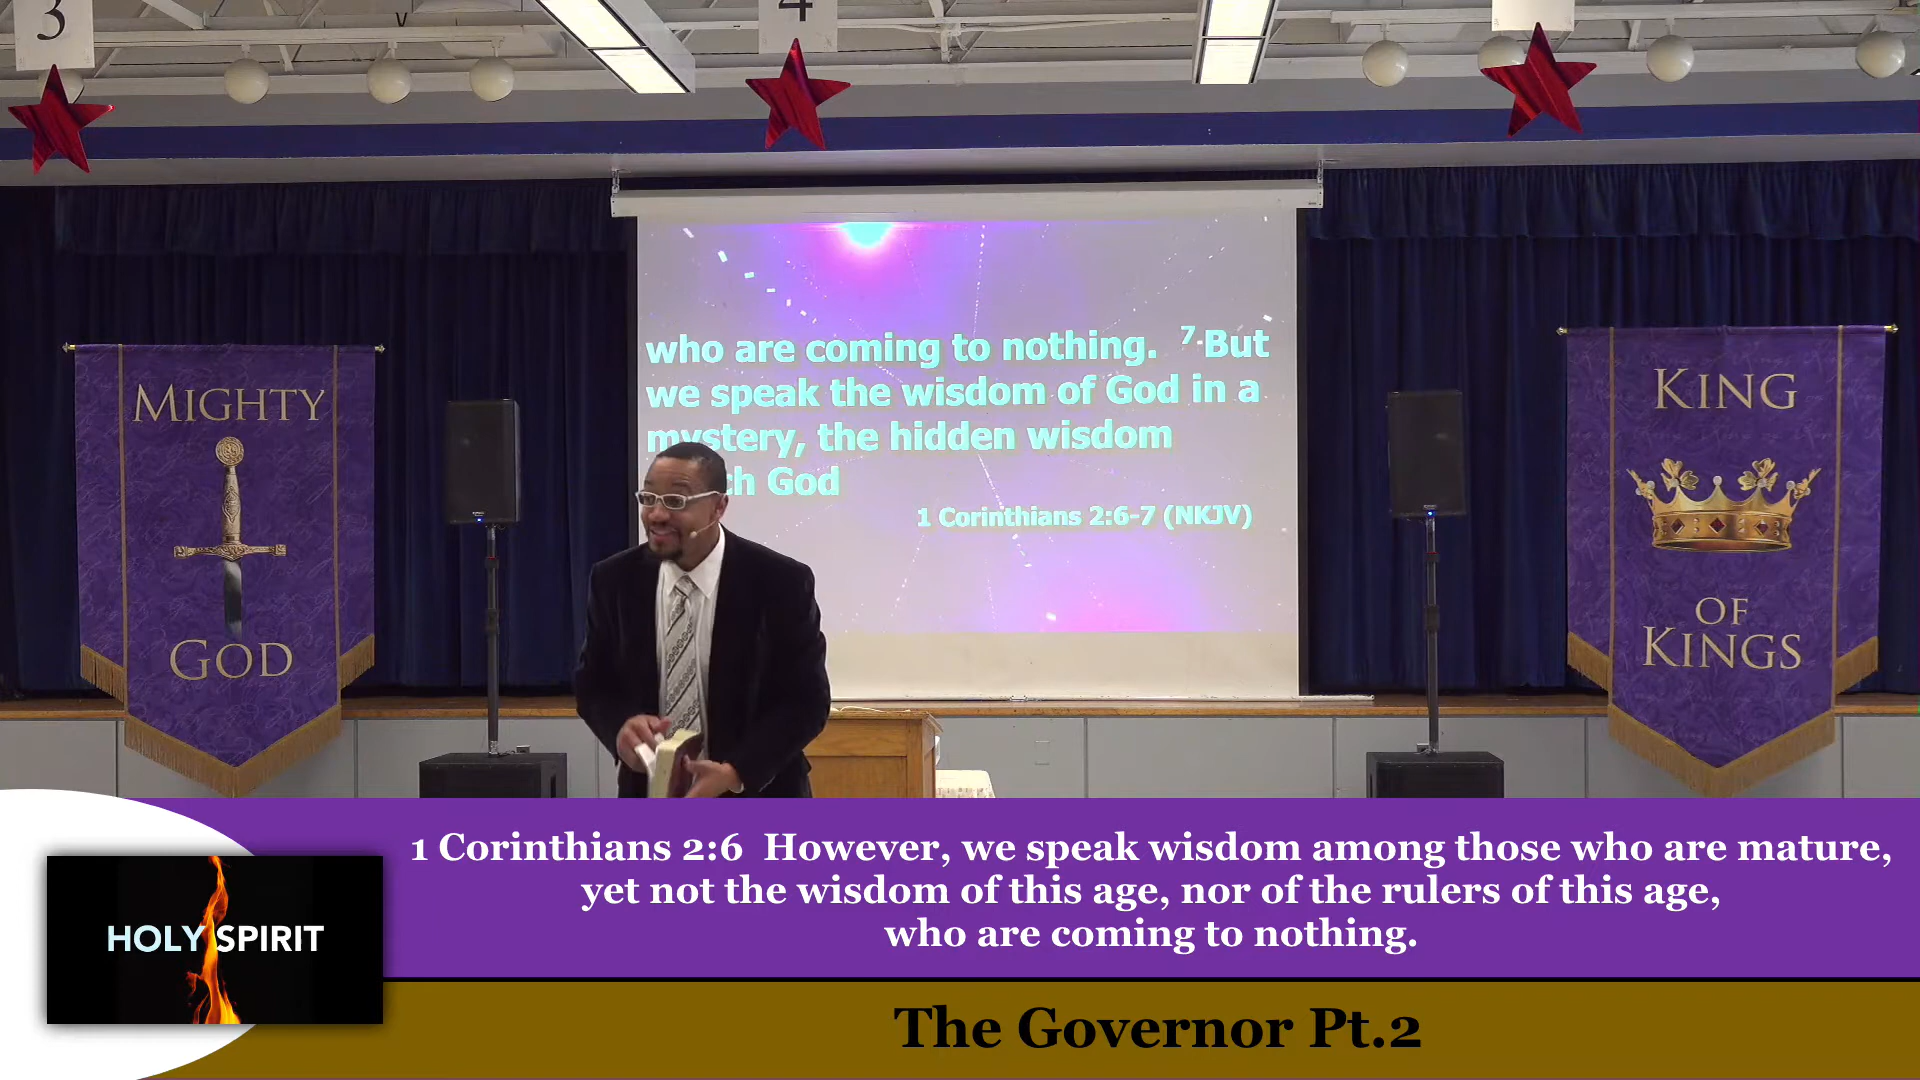 3
4
who are coming to nothing. 7-But
we speak the wisdom of God in a
mystery, the hidden wisdom
ch God
1 Corinthians 2:6-7 (NKJV)
MIGHTY
GOD
KING
OF
KINGS
1 Corinthians 2:6 However, we speak wisdom among those who are mature,
yet not the wisdom of this age, nor of the rulers of this age,
who are coming to nothing.
HOLY SPIRIT
The Governor Pt.2